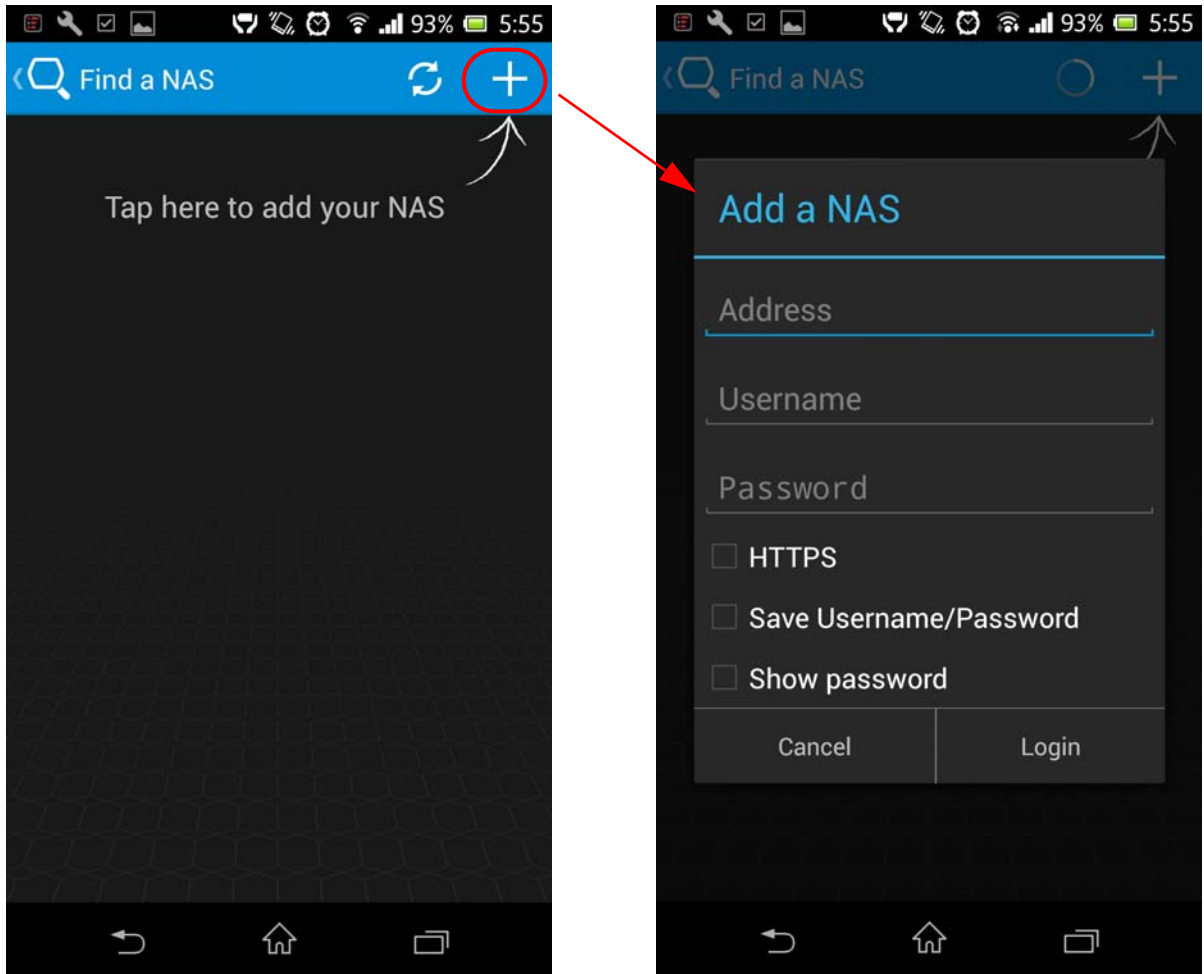 93% 5:55
Find a NAS
Tap here to add your NAS
93% 5:55
Find a NAS
Add a NAS
Address
Username
Password
HTTPS
Save Username/Password
Show password
Cancel Login